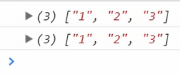 ▶(3) ["1", "2", "3"]
▶(3) ["1", "2", "3"]
>